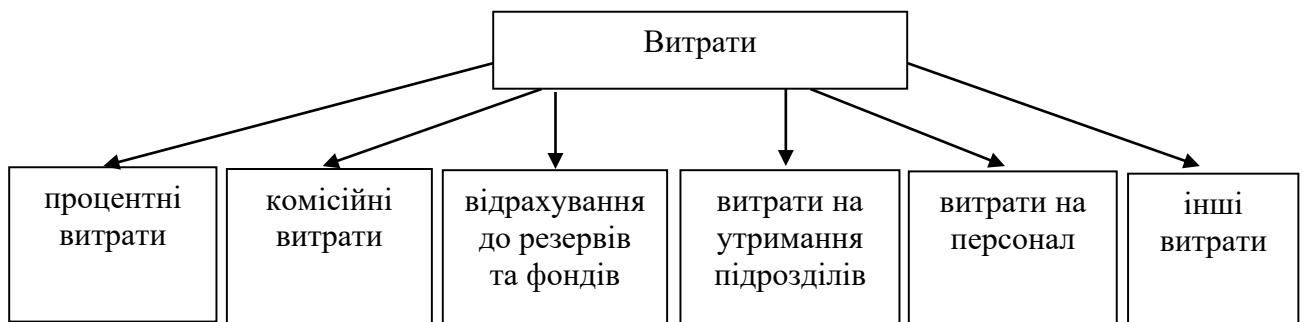 Витрати
процентні
витрати
комісійні
витрати
відрахування
до резервів
та фондів
витрати на
утримання
підрозділів
витрати на
персонал
інші
витрати